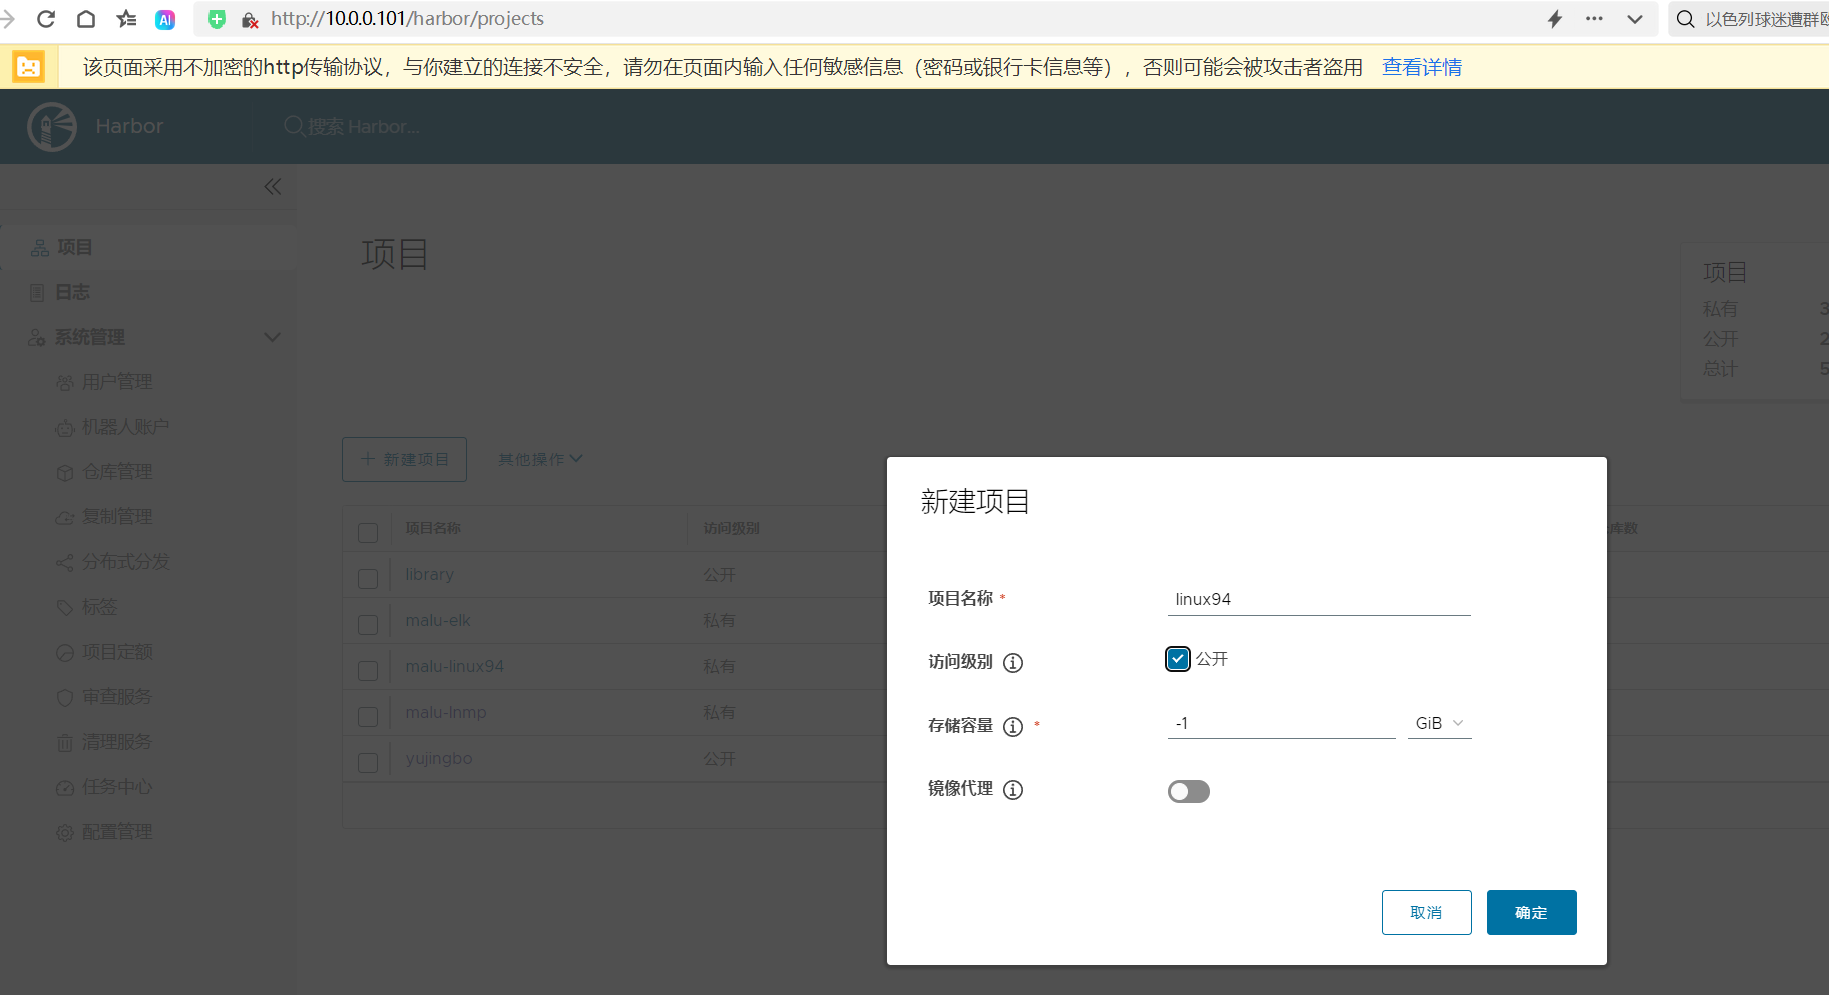 http://10.0.0.101/harbor/projects
以色列球迷遭群殴
该页面采用不加密的http传输协议，与你建立的连接不安全，请勿在页面内输入任何敏感信息（密码或银行卡信息等），否则可能会被攻击者盗用 查看详情
Harbor
搜索 Harbor...
项目
日志
系统管理
用户管理
机器人账户
仓库管理
复制管理
分布式分发
标签
项目定额
审查服务
清理服务
任务中心
配置管理
项目
项目
私有 3
公开 2
总计 5
新建项目 其他操作
项目名称 访问级别 库数
library 公开
malu-elk 私有
malu-linux94 私有
malu-lnmp 私有
yujingbo 公开
新建项目
项目名称 * linux94
访问级别 公开
存储容量 * -1 GiB
镜像代理
取消 确定